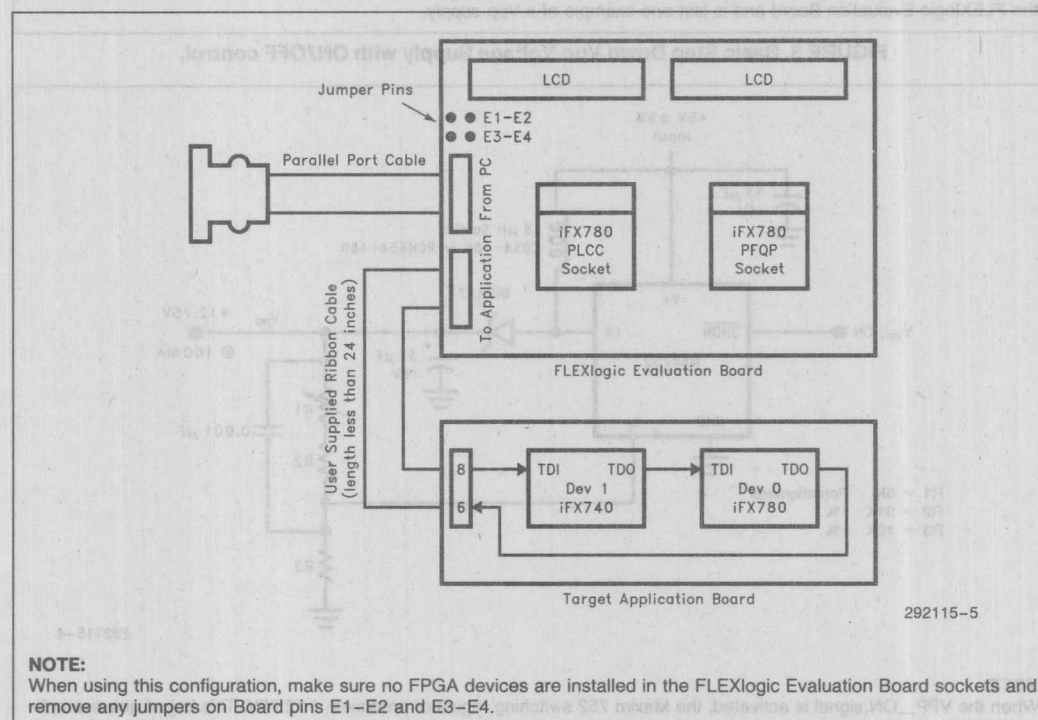 LCD
LCD
Jumper Pins
E1-E2
E3-E4
Parallel Port Cable
To Application From PC
iFX780
PLCC
Socket
iFX780
PFQP
Socket
User Supplied Ribbon Cable
(length less than 24 inches)
FLEXlogic Evaluation Board
8
TDI TDO
Dev 1
iFX740
TDI TDO
Dev 0
iFX780
6
Target Application Board
292115-5
NOTE:
When using this configuration, make sure no FPGA devices are installed in the FLEXlogic Evaluation Board sockets and
remove any jumpers on Board pins E1-E2 and E3-E4.